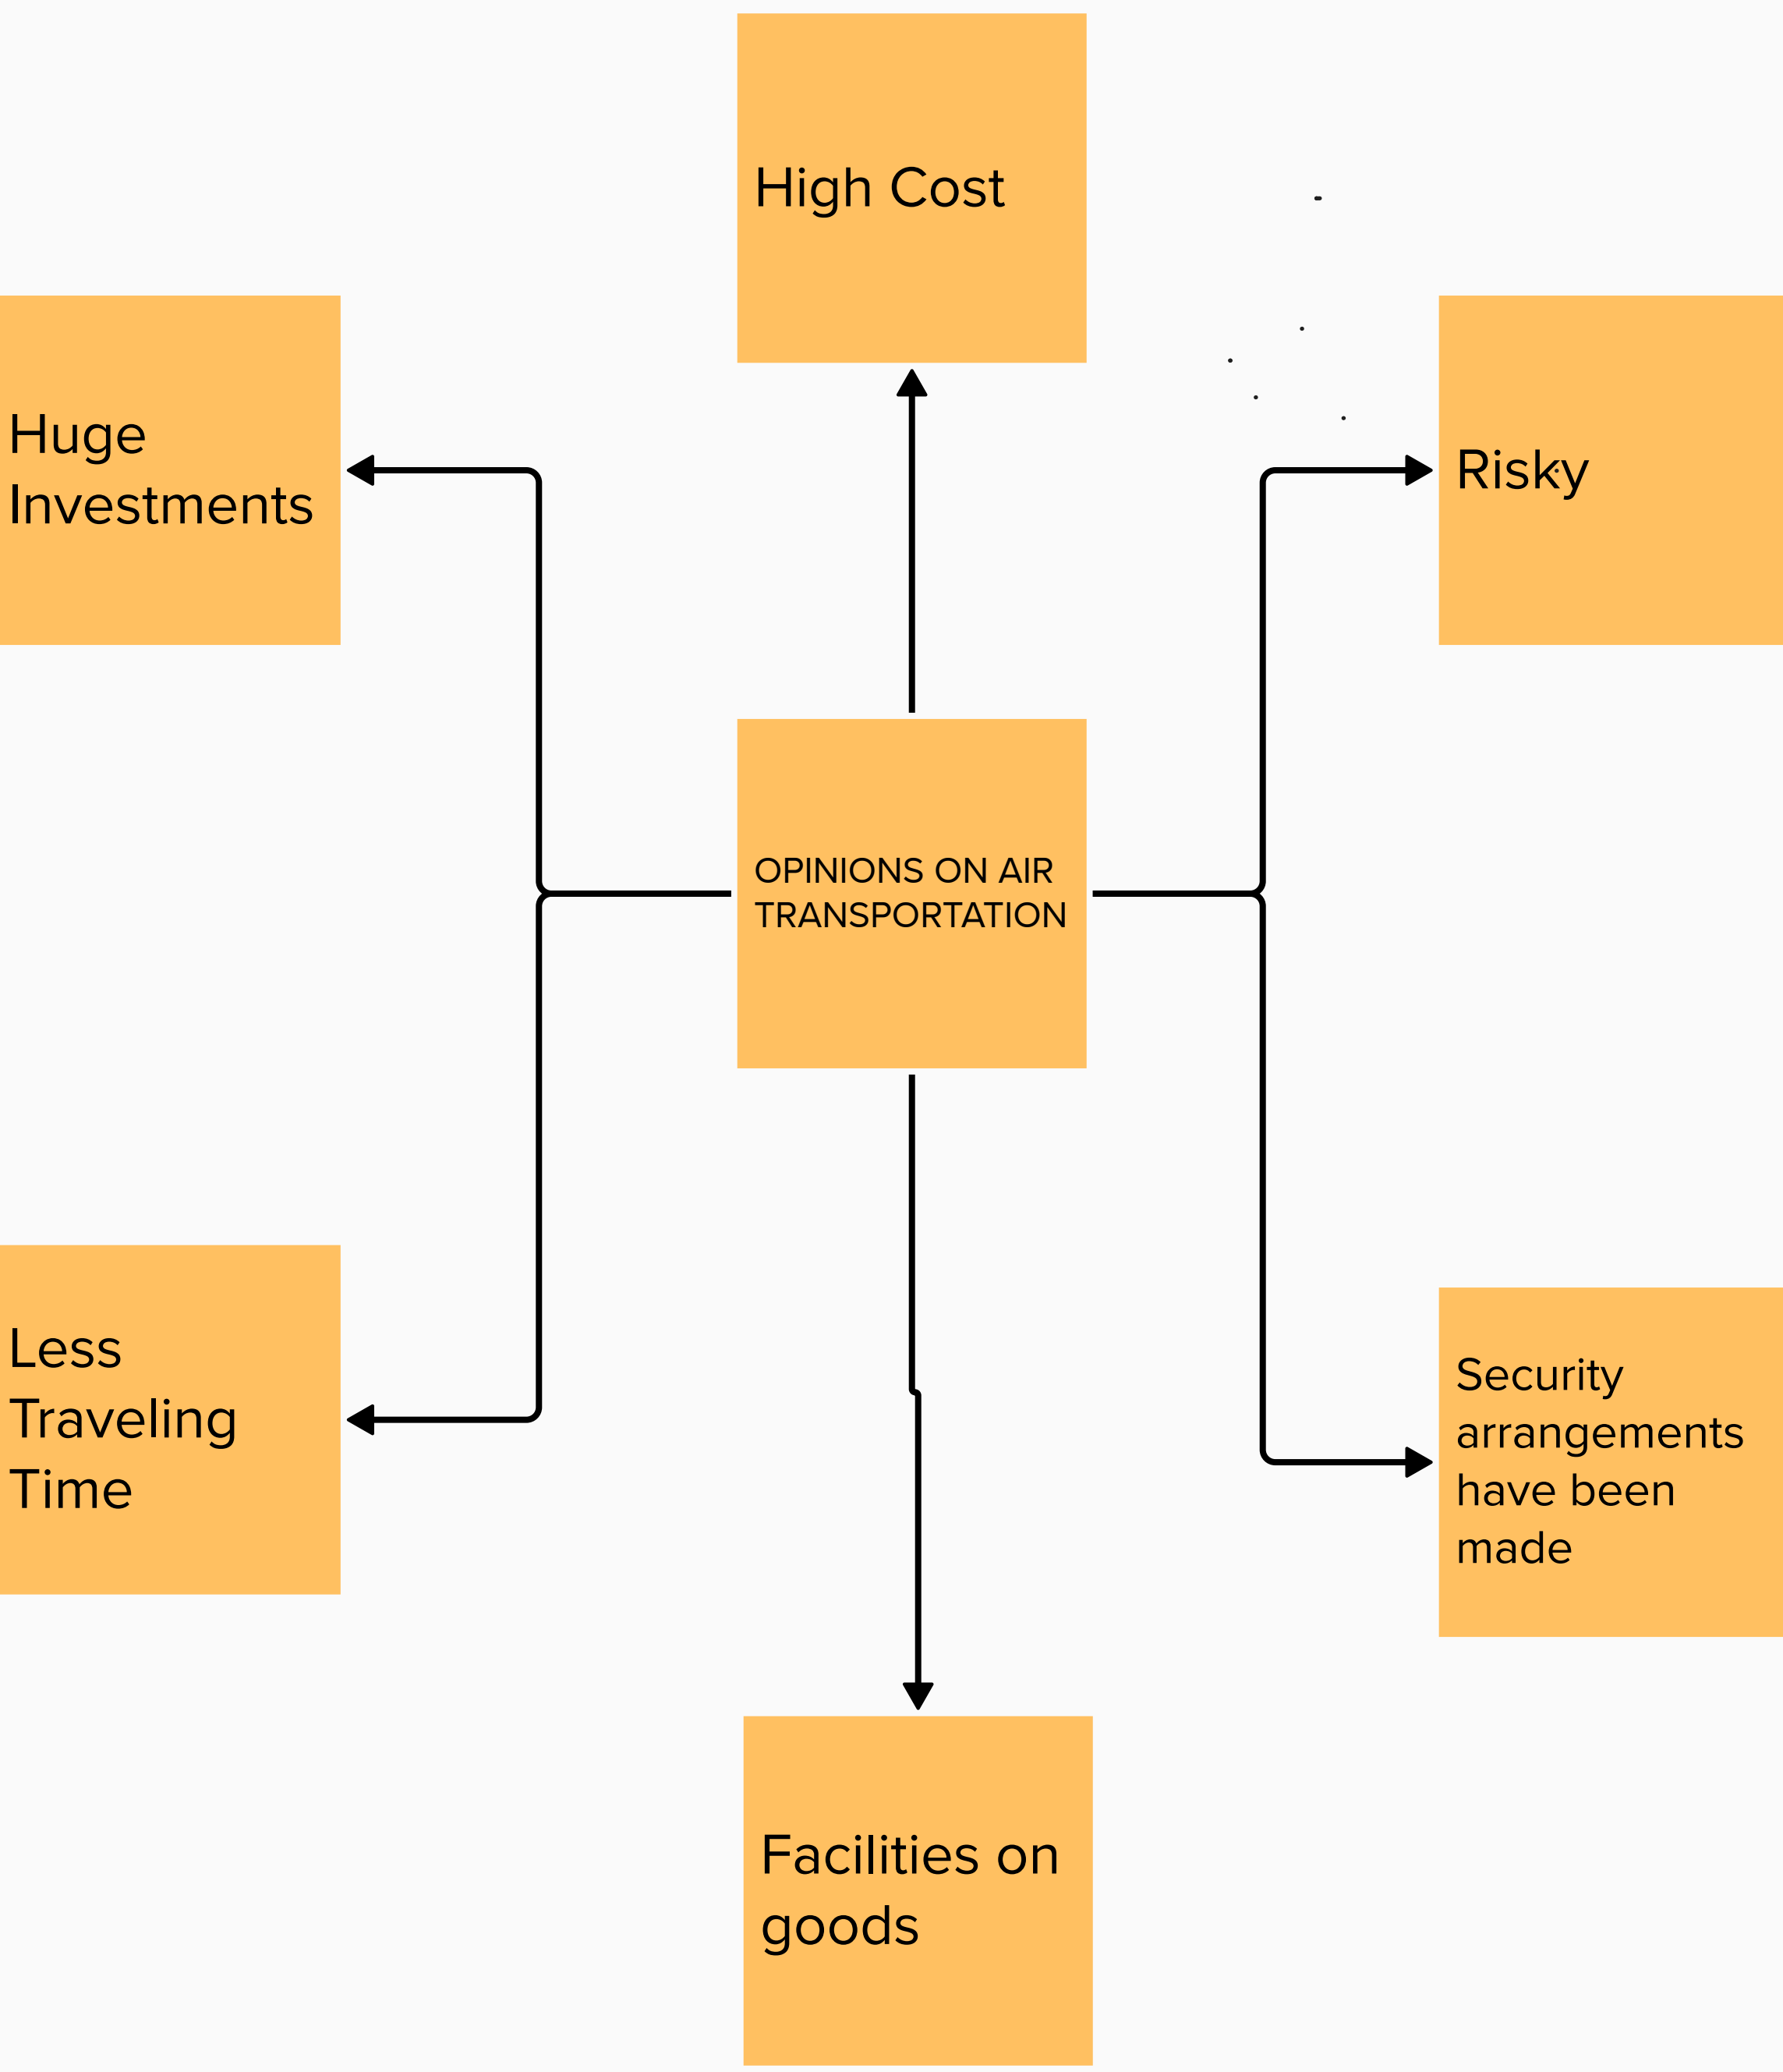 High Cost
Huge
Investments
Risky
OPINIONS ON AIR
TRANSPORTATION
Less
Traveling
Time
Security
arrangements
have been
made
Facilities on
goods